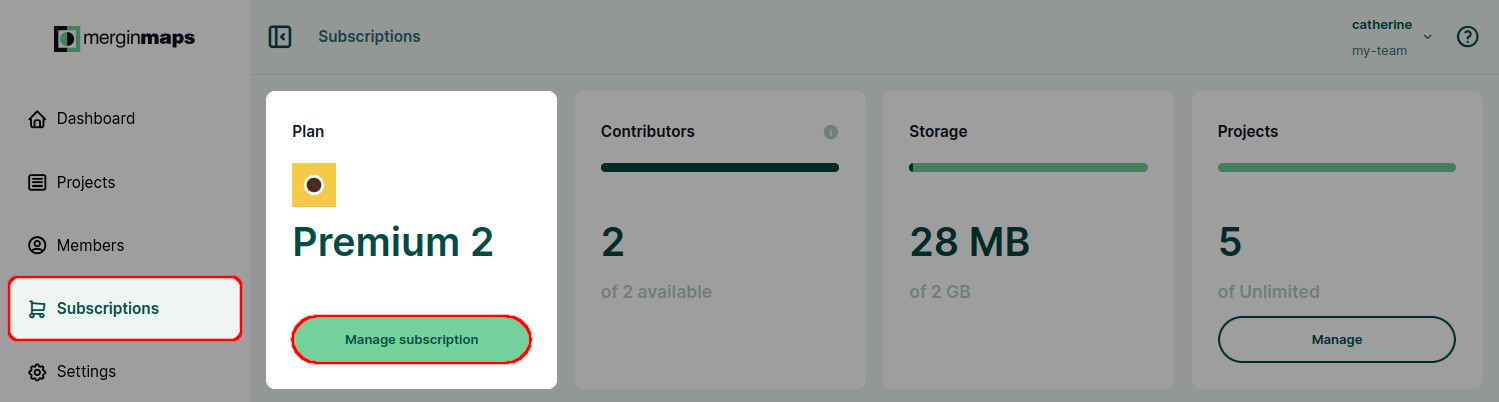 merginmaps
Dashboard
Projects
Members
Subscriptions
Settings
Subscriptions
catherine
my-team
Plan
Premium 2
Manage subscription
Contributors
2
of 2 available
Storage
28 MB
of 2 GB
Projects
5
of Unlimited
Manage